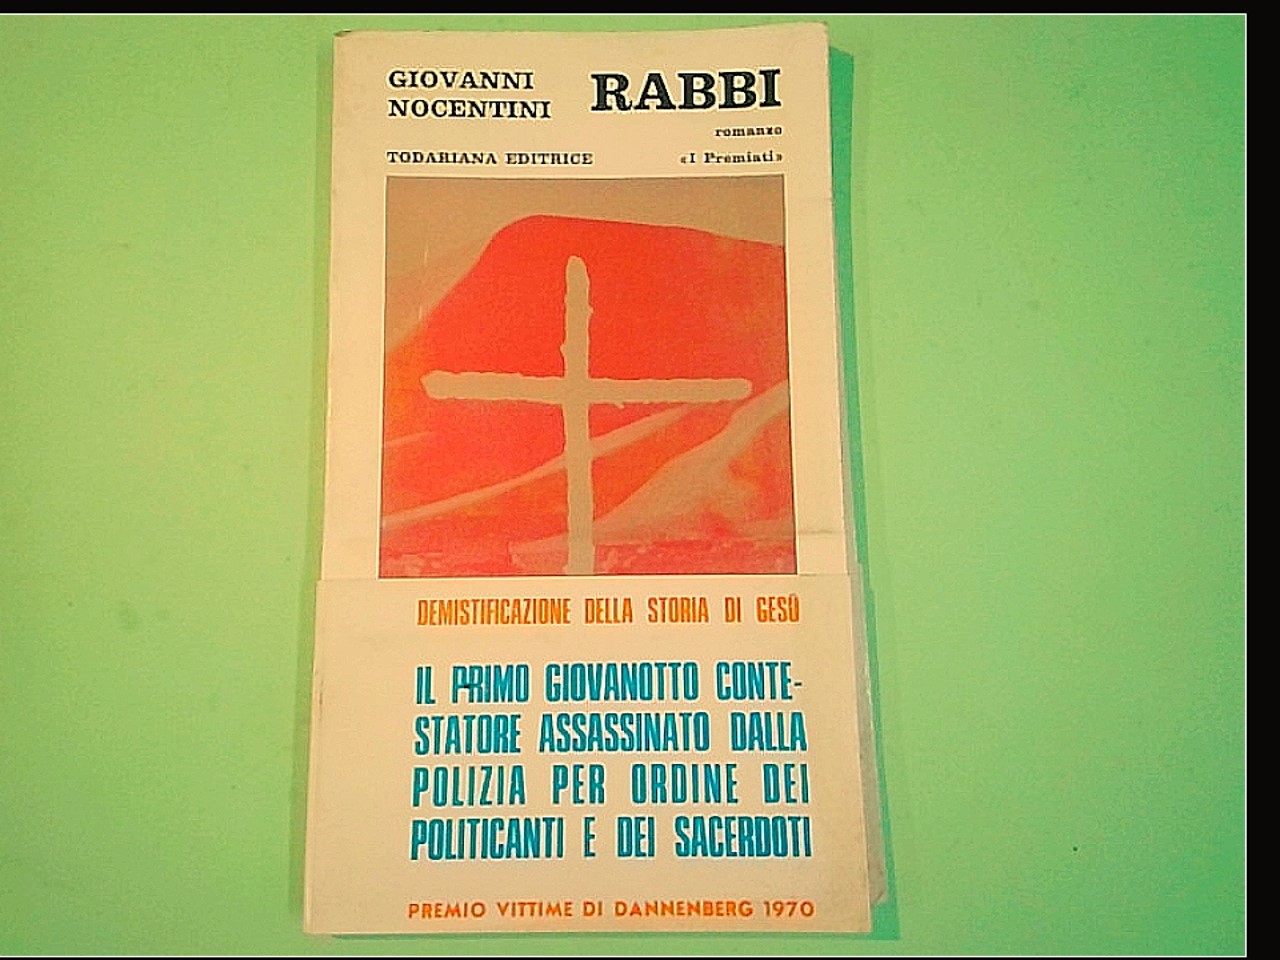 GIOVANNI
NOCENTINI
RABBI
romanzo
TODARIANA EDITRICE
«I Premiati»
DEMISTIFICAZIONE DELLA STORIA DI GESÙ
IL PRIMO GIOVANOTTO CONTE-
STATORE ASSASSINATO DALLA
POLIZIA PER ORDINE DEI
POLITICANTI E DEI SACERDOTI
PREMIO VITTIME DI DANNENBERG 1970